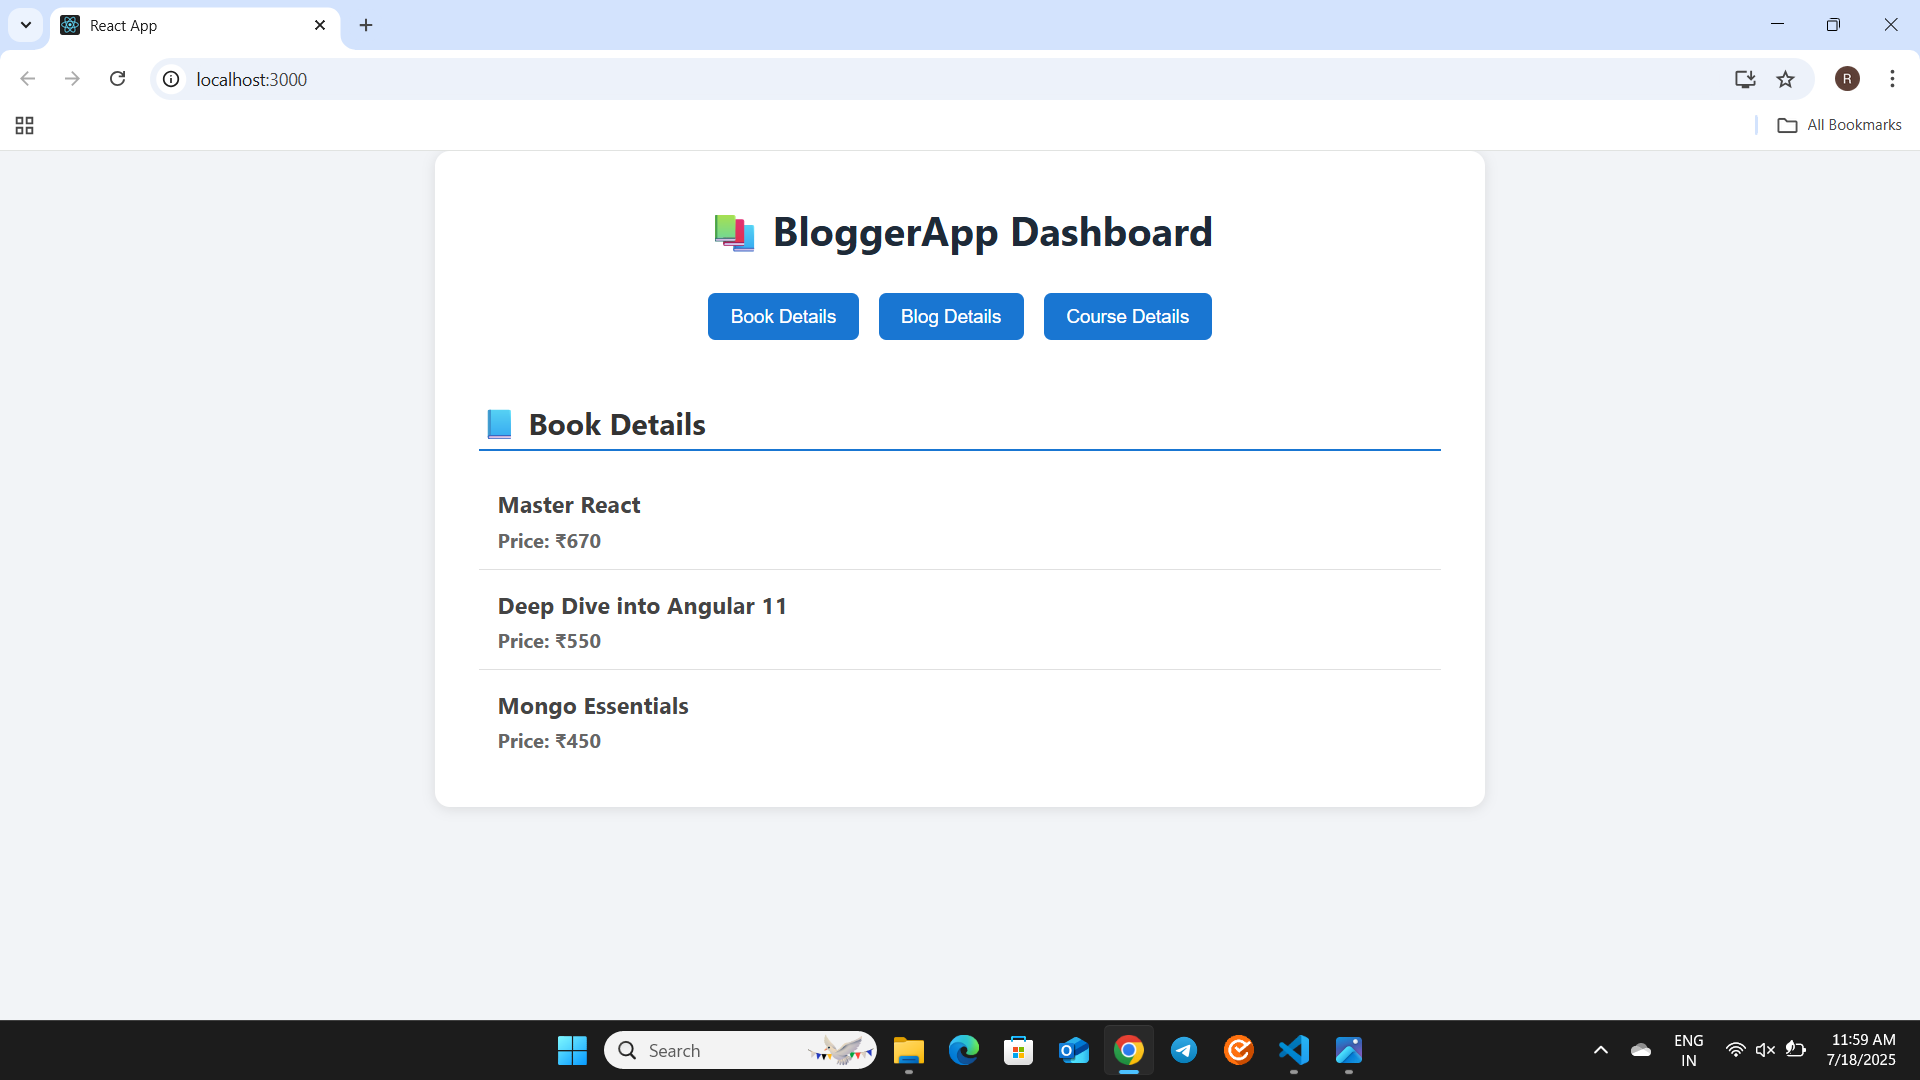 React App
localhost:3000
R
All Bookmarks
BloggerApp Dashboard
Book Details
Blog Details
Course Details
Book Details
Master React
Price: ₹670
Deep Dive into Angular 11
Price: ₹550
Mongo Essentials
Price: ₹450
Search
ENG
IN
11:59 AM
7/18/2025